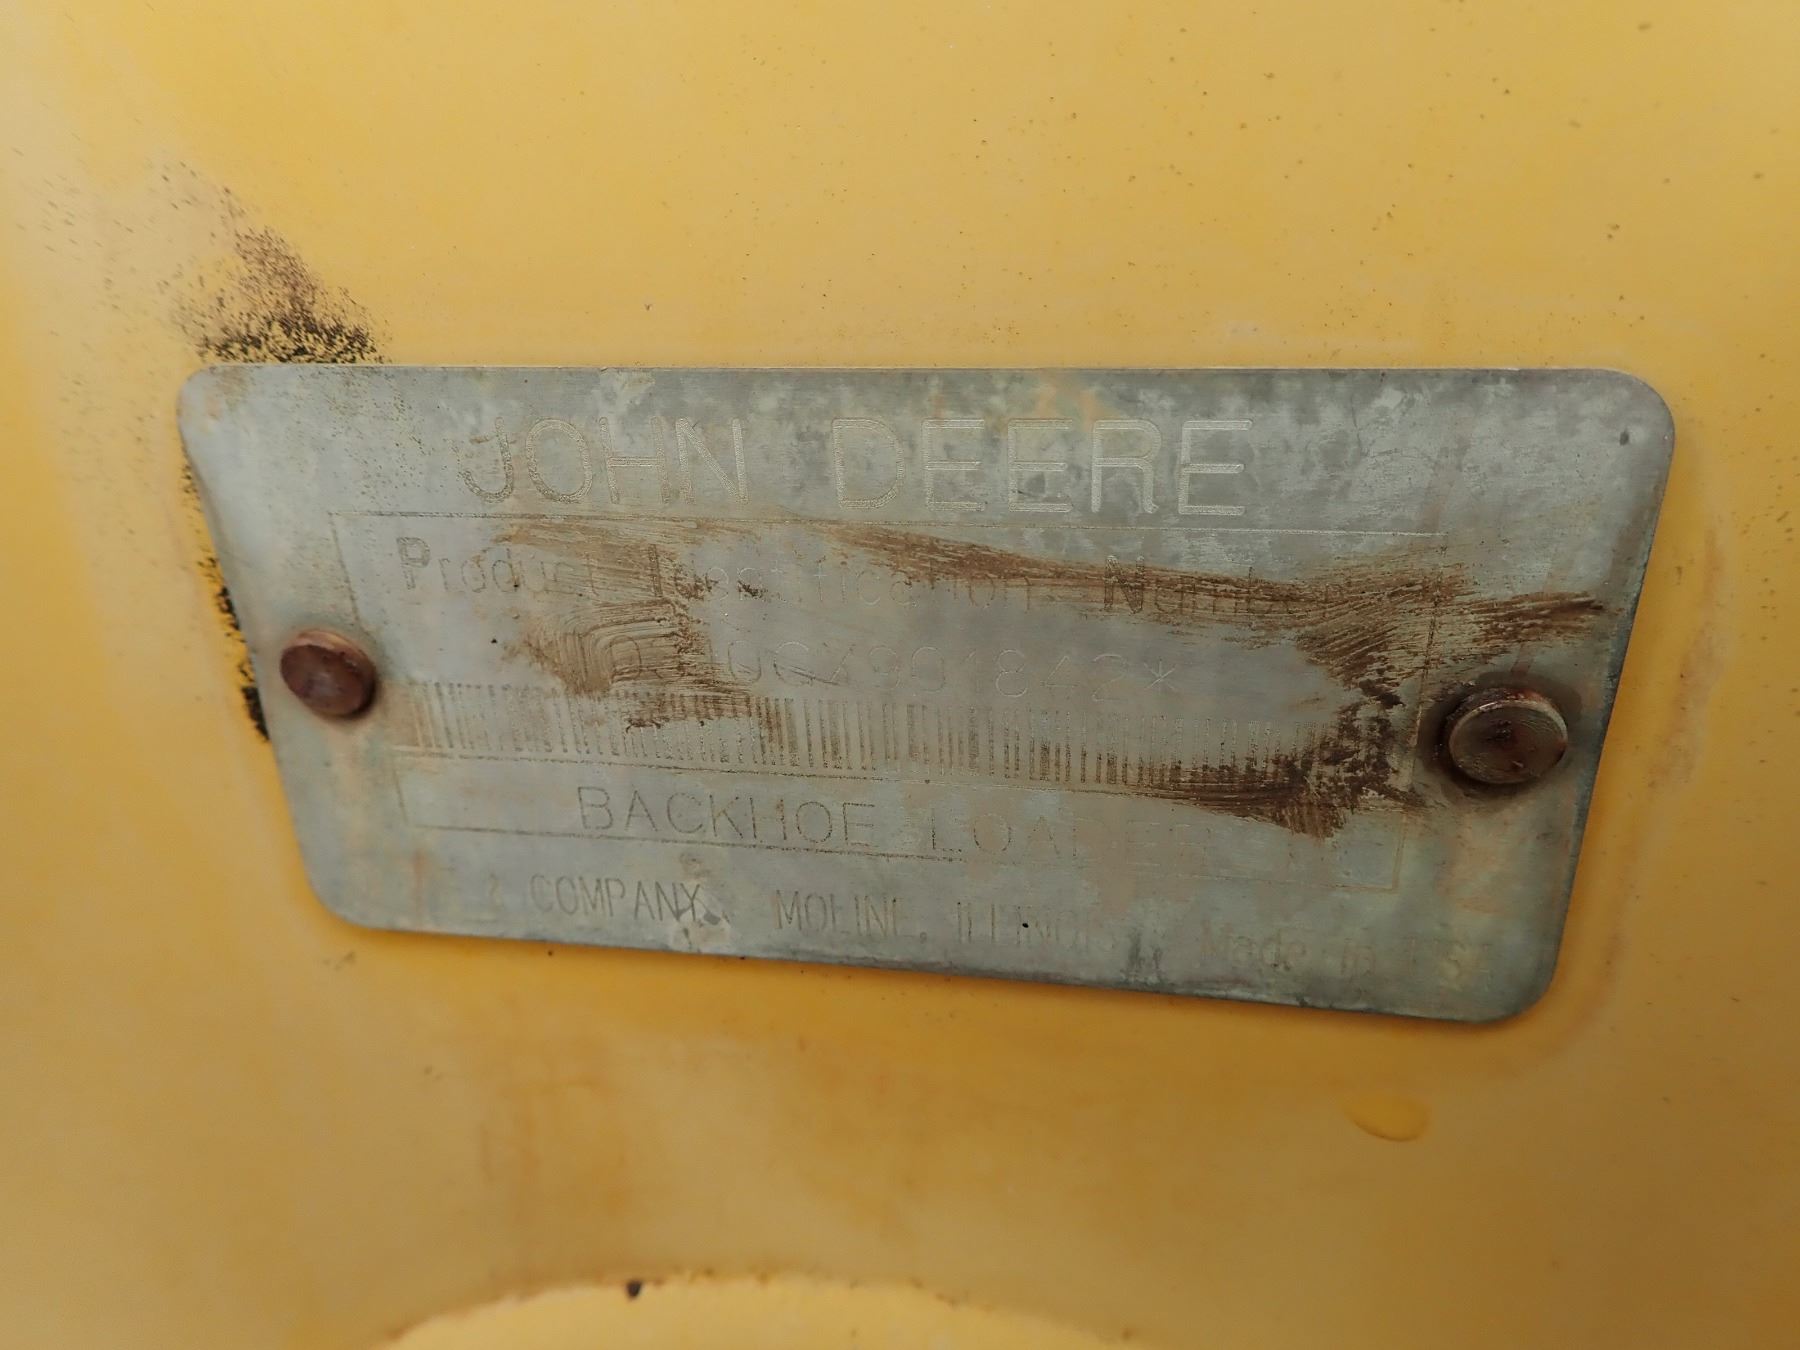 JOHN DEERE
Product Identification Number
BACKHOE LOADER
& COMPANY, MOLINE, ILLINOIS Made in USA